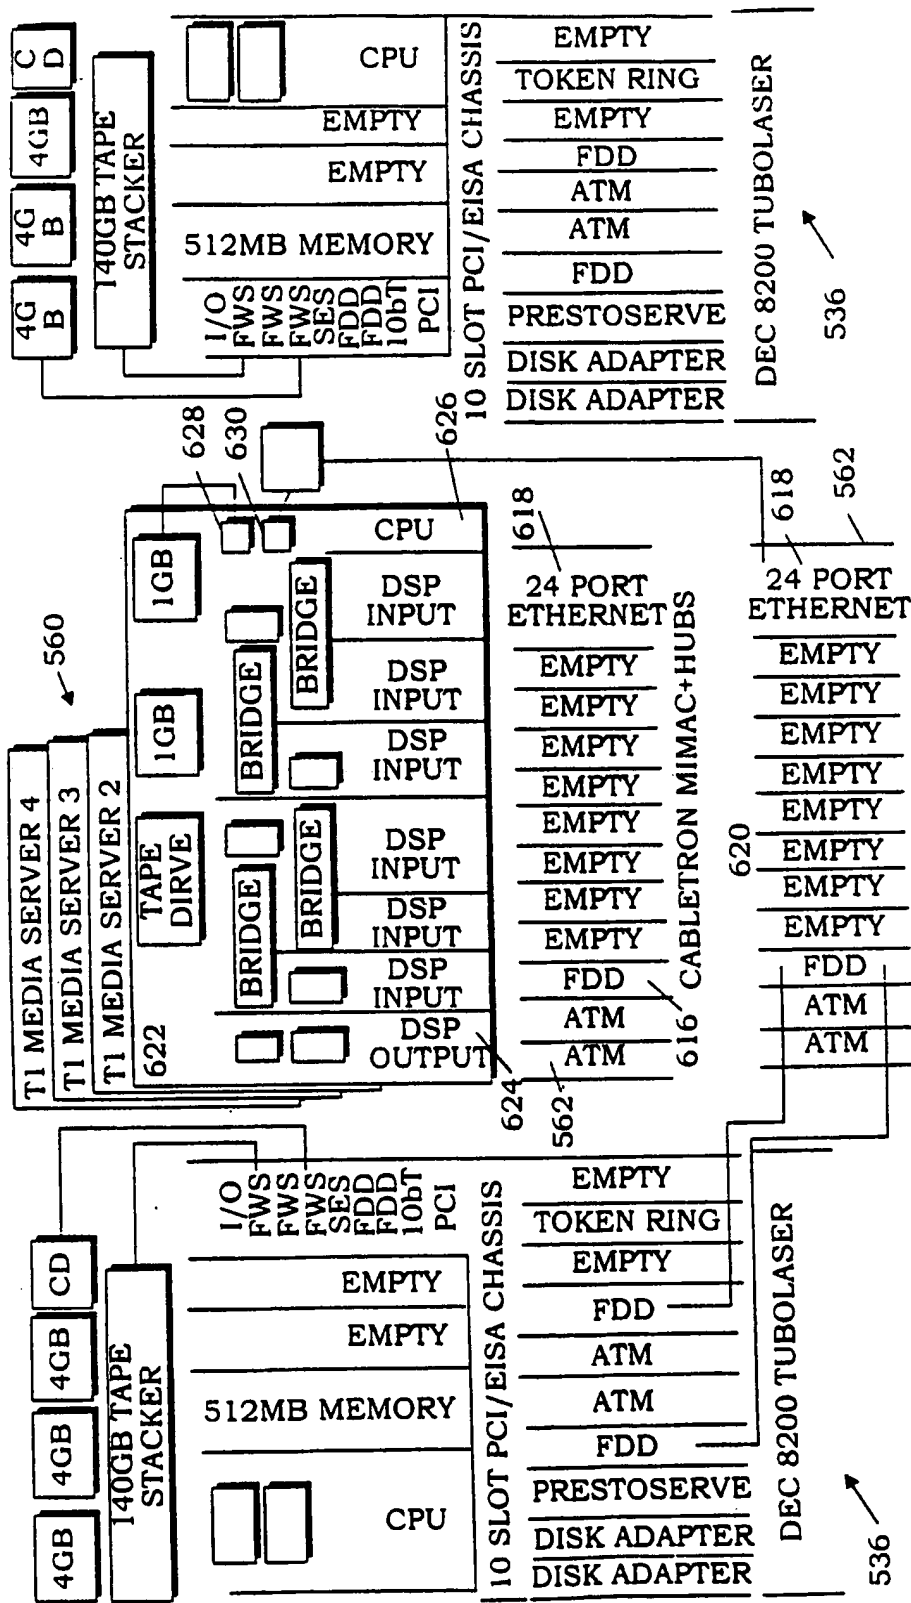 4GB
4GB
4GB
CD
140GB TAPE
STACKER
CPU
512MB MEMORY
EMPTY
EMPTY
I/O
FWS
FWS
FWS
SES
FDD
FDD
10bT
PCI
10 SLOT PCI/EISA CHASSIS
DISK ADAPTER
DISK ADAPTER
PRESTOSERVE
FDD
ATM
ATM
FDD
EMPTY
TOKEN RING
EMPTY
DEC 8200 TUBOLASER
536
T1 MEDIA SERVER 4
T1 MEDIA SERVER 3
T1 MEDIA SERVER 2
560
622
TAPE
DIRVE
1GB
1GB
628
630
626
BRIDGE
BRIDGE
BRIDGE
BRIDGE
DSP
OUTPUT
DSP
INPUT
DSP
INPUT
DSP
INPUT
DSP
INPUT
DSP
INPUT
DSP
INPUT
CPU
624
562
618
ATM
ATM
FDD
EMPTY
EMPTY
EMPTY
EMPTY
EMPTY
EMPTY
EMPTY
EMPTY
24 PORT
ETHERNET
616
CABLETRON MIMAC+HUBS
620
618
562
ATM
ATM
FDD
EMPTY
EMPTY
EMPTY
EMPTY
EMPTY
EMPTY
EMPTY
EMPTY
24 PORT
ETHERNET
4G
B
4G
B
4GB
C
D
140GB TAPE
STACKER
I/O
FWS
FWS
FWS
SES
FDD
FDD
10bT
PCI
512MB MEMORY
EMPTY
EMPTY
CPU
10 SLOT PCI/EISA CHASSIS
DISK ADAPTER
DISK ADAPTER
PRESTOSERVE
FDD
ATM
ATM
FDD
EMPTY
TOKEN RING
EMPTY
DEC 8200 TUBOLASER
536